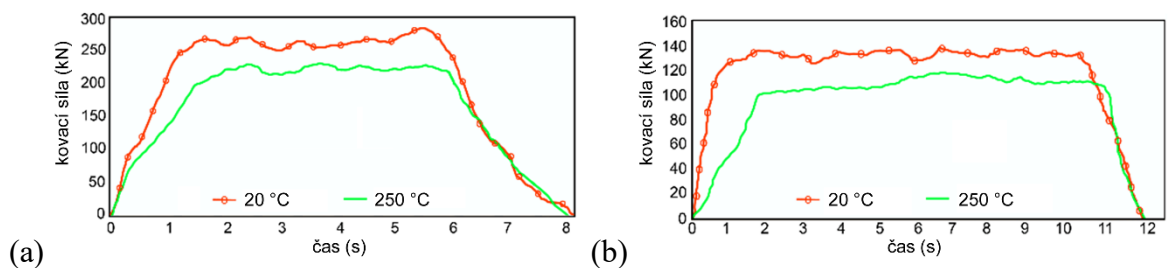 300
250
200
150
100
50
0
kovací síla (kN)
20 °C 250 °C
0 1 2 3 4 5 6 7 8
čas (s)
(a)
160
140
120
100
80
60
40
20
0
kovací síla (kN)
20 °C 250 °C
0 1 2 3 4 5 6 7 8 9 10 11 12
čas (s)
(b)